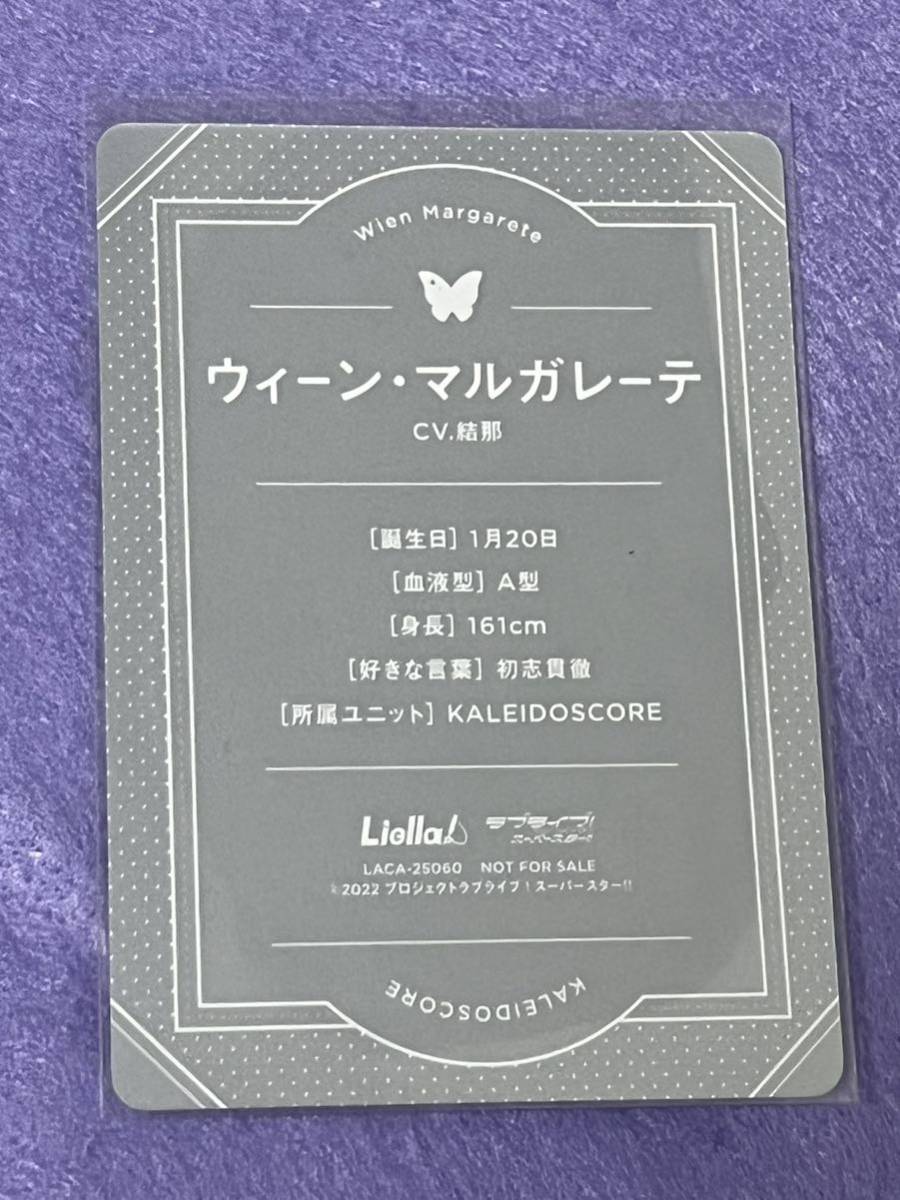 Wien Margarete
ウィーン・マルガレーテ
CV.結那
[誕生日] 1月20日
[血液型] A型
[身長] 161cm
[好きな言葉] 初志貫徹
[所属ユニット] KALEIDOSCORE
Liella! ラブライブ! スーパースター!!
LACA-25060 NOT FOR SALE
©2022 プロジェクトラブライブ！スーパースター!!
KALEIDOSCORE